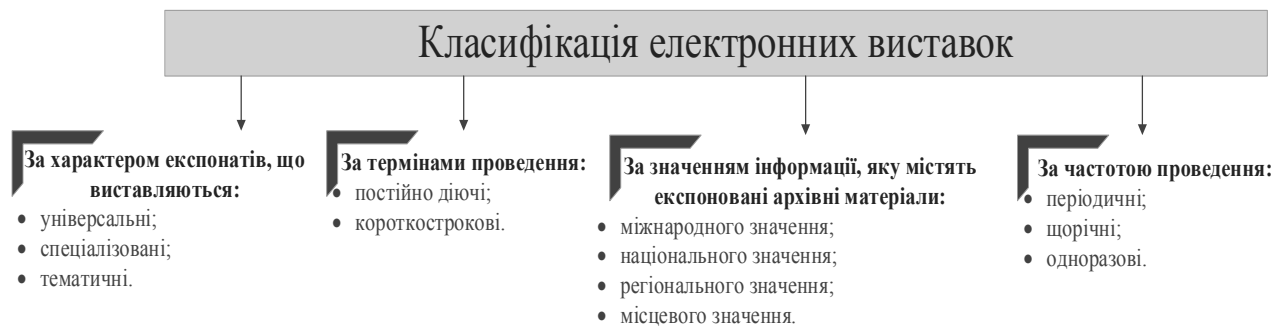 Класифікація електронних виставок
За характером експонатів, що
виставляються:
• універсальні;
• спеціалізовані;
• тематичні.
За термінами проведення:
• постійно діючі;
• короткострокові.
За значенням інформації, яку містять
експоновані архівні матеріали:
• міжнародного значення;
• національного значення;
• регіонального значення;
• місцевого значення.
За частотою проведення:
• періодичні;
• щорічні;
• одноразові.